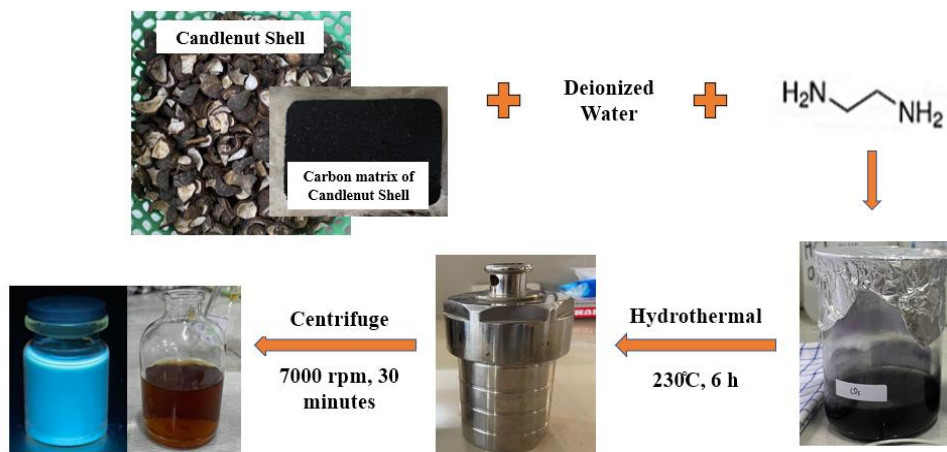 Candlenut Shell
Carbon matrix of
Candlenut Shell
Deionized
Water
H₂N
NH₂
Centrifuge
7000 rpm, 30
minutes
Hydrothermal
230℃, 6 h
CDs